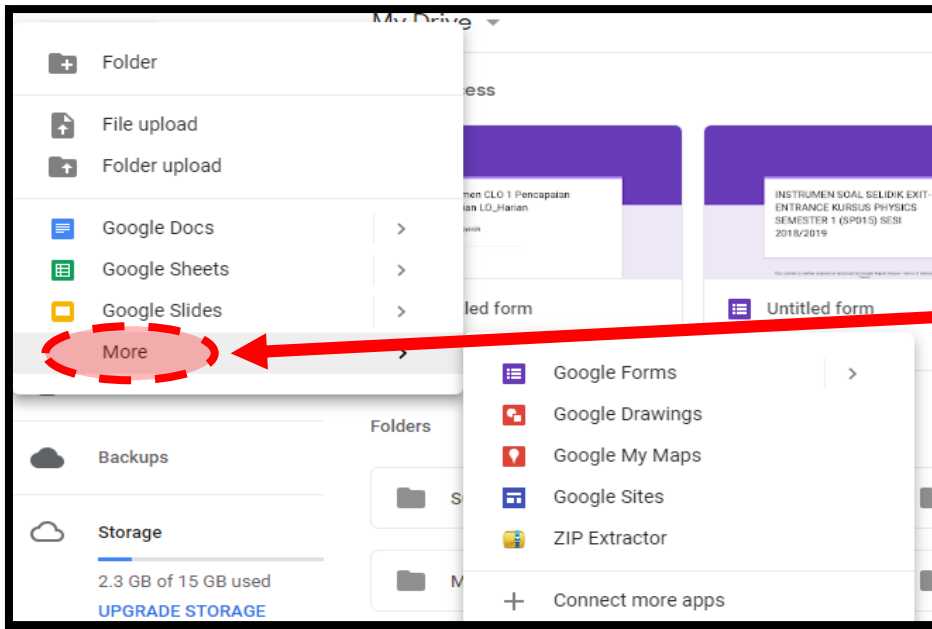 My Drive
Folder
ess
File upload
Folder upload
men CLO 1 Pencapaian
ian LO_Harian
INSTRUMEN SOAL SELIDIK EXIT-
ENTRANCE KURSUS PHYSICS
SEMESTER 1 (SP015) SESI
2018/2019
Google Docs
Google Sheets
Google Slides
led form
Untitled form
More
Google Forms
Google Drawings
Google My Maps
Google Sites
ZIP Extractor
Connect more apps
Folders
S
M
Backups
Storage
2.3 GB of 15 GB used
UPGRADE STORAGE